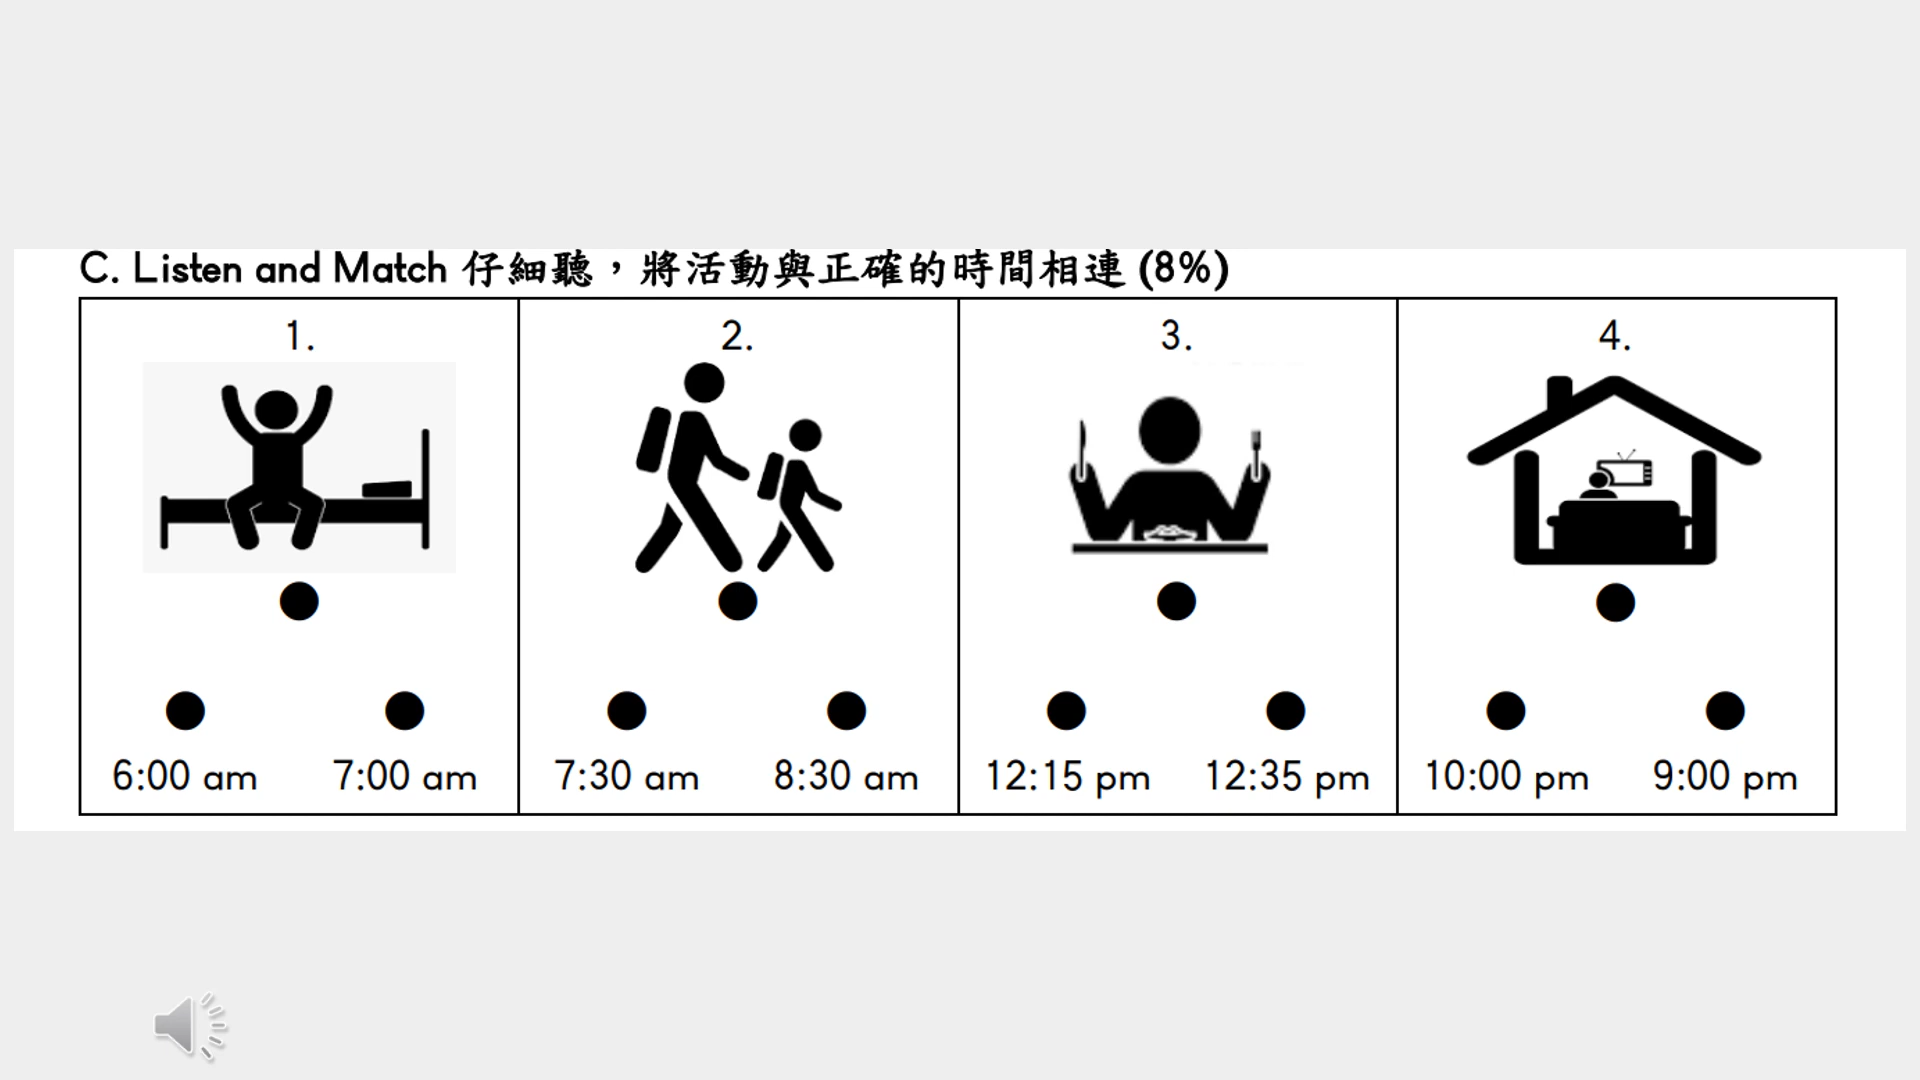 C. Listen and Match 仔細聽，將活動與正確的時間相連 (8%)
1.
2.
3.
4.
6:00 am
7:00 am
7:30 am
8:30 am
12:15 pm
12:35 pm
10:00 pm
9:00 pm